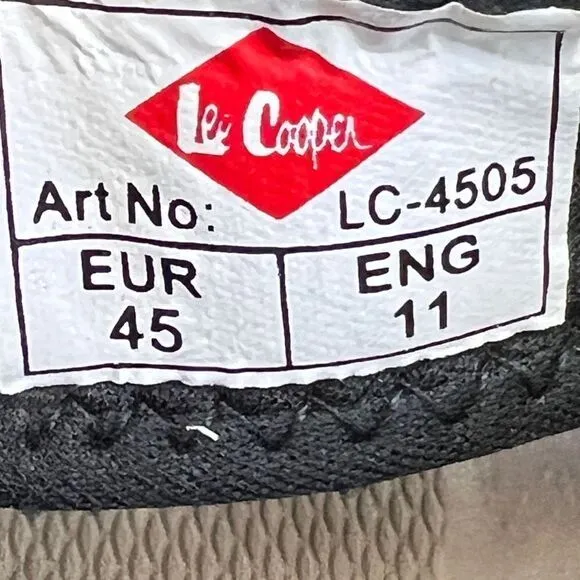 Lee Cooper
Art No: LC-4505
EUR ENG
45 11